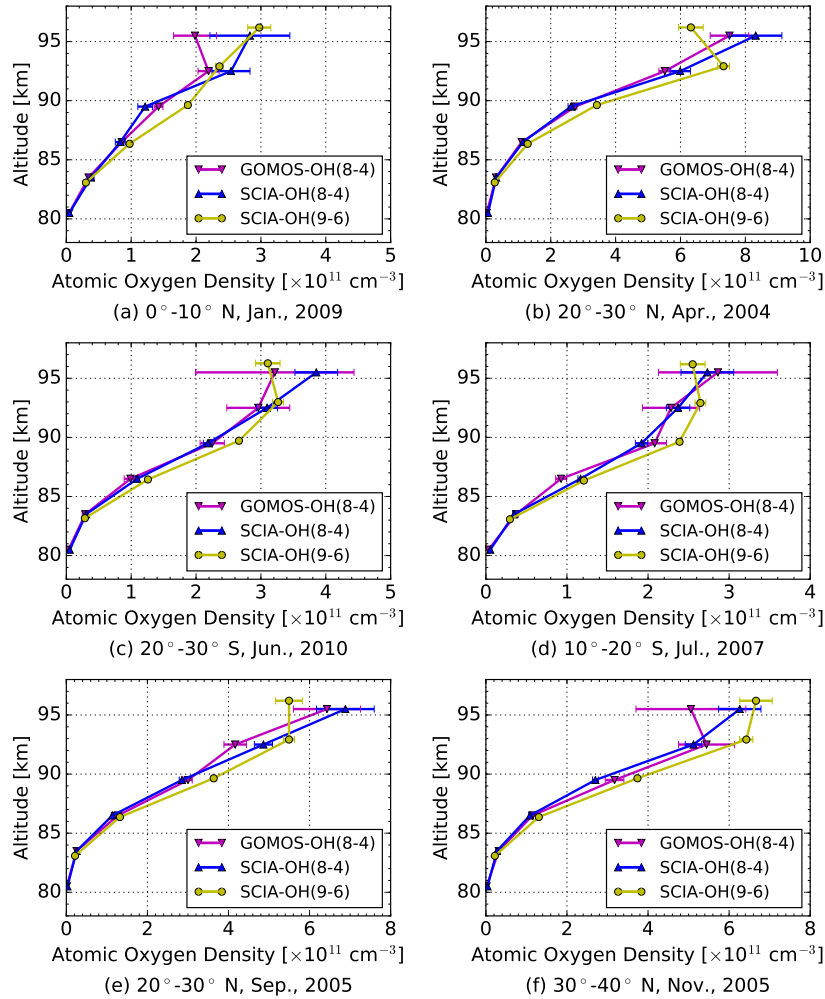 95
90
85
80
Altitude [km]
GOMOS-OH(8-4)
SCIA-OH(8-4)
SCIA-OH(9-6)
0 1 2 3 4 5
Atomic Oxygen Density [×10¹¹ cm⁻³]
(a) 0°-10° N, Jan., 2009
95
90
85
80
Altitude [km]
GOMOS-OH(8-4)
SCIA-OH(8-4)
SCIA-OH(9-6)
0 2 4 6 8 10
Atomic Oxygen Density [×10¹¹ cm⁻³]
(b) 20°-30° N, Apr., 2004
95
90
85
80
Altitude [km]
GOMOS-OH(8-4)
SCIA-OH(8-4)
SCIA-OH(9-6)
0 1 2 3 4 5
Atomic Oxygen Density [×10¹¹ cm⁻³]
(c) 20°-30° S, Jun., 2010
95
90
85
80
Altitude [km]
GOMOS-OH(8-4)
SCIA-OH(8-4)
SCIA-OH(9-6)
0 1 2 3 4
Atomic Oxygen Density [×10¹¹ cm⁻³]
(d) 10°-20° S, Jul., 2007
95
90
85
80
Altitude [km]
GOMOS-OH(8-4)
SCIA-OH(8-4)
SCIA-OH(9-6)
0 2 4 6 8
Atomic Oxygen Density [×10¹¹ cm⁻³]
(e) 20°-30° N, Sep., 2005
95
90
85
80
Altitude [km]
GOMOS-OH(8-4)
SCIA-OH(8-4)
SCIA-OH(9-6)
0 2 4 6 8
Atomic Oxygen Density [×10¹¹ cm⁻³]
(f) 30°-40° N, Nov., 2005